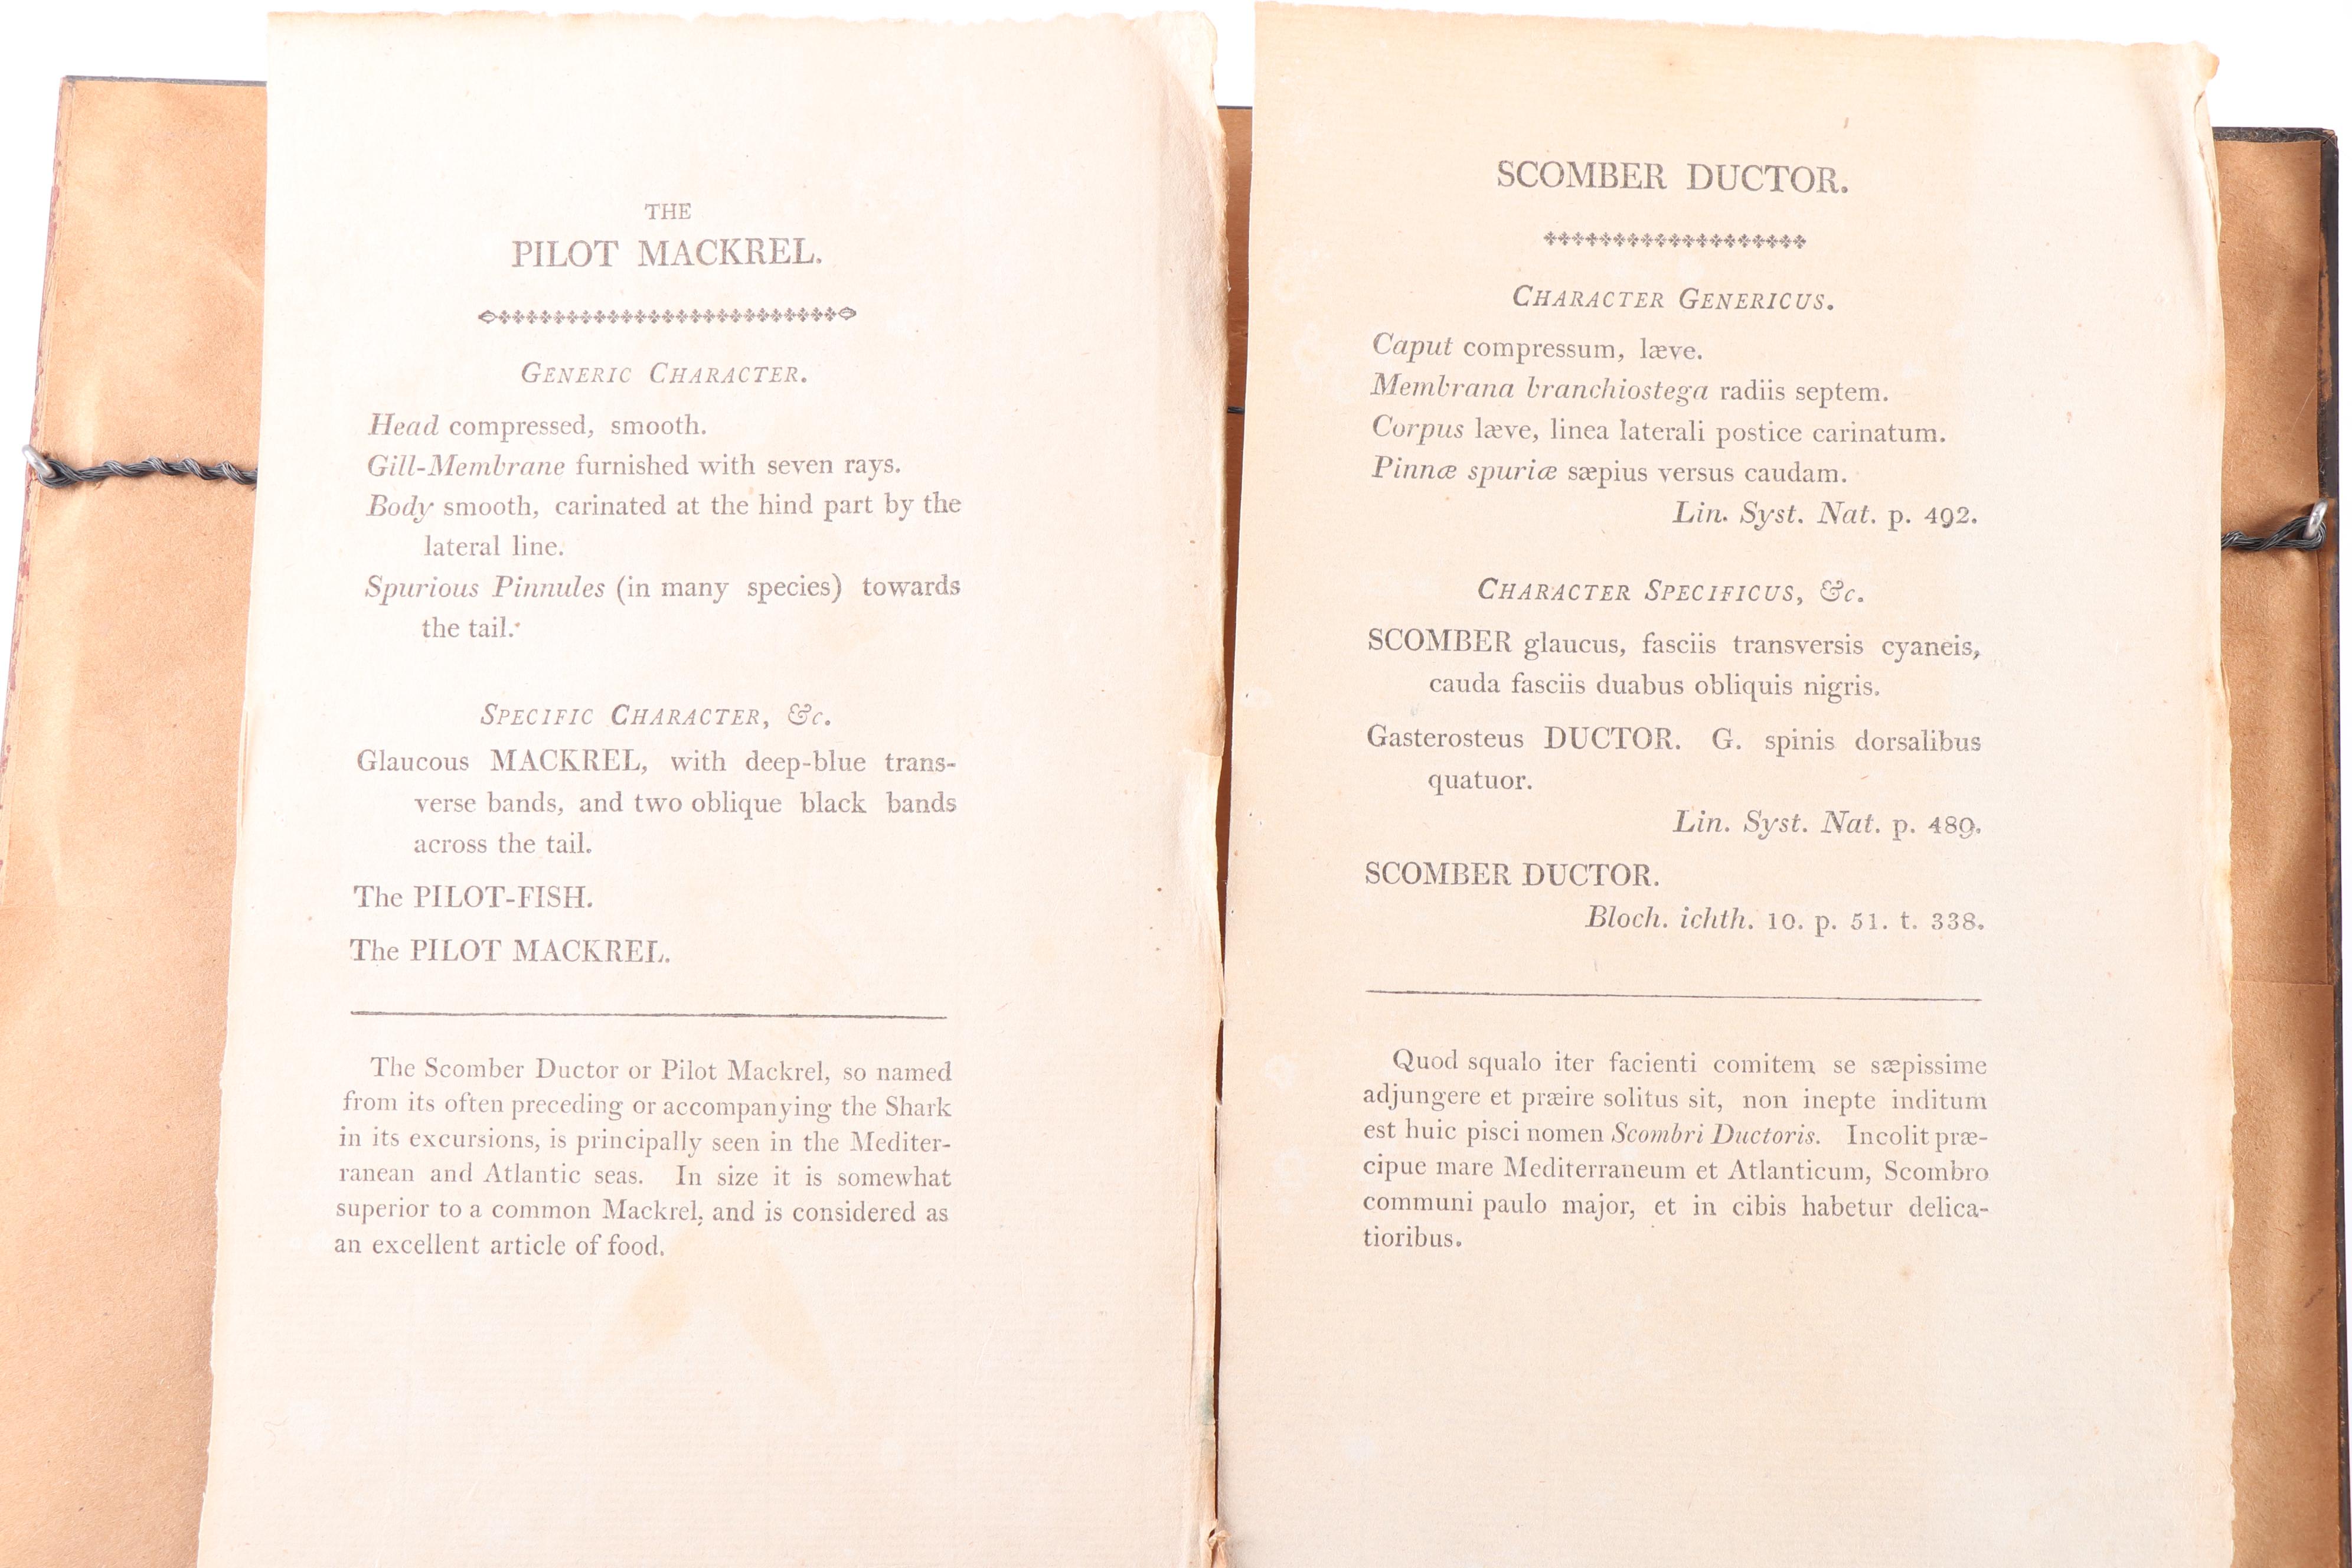 THE
PILOT MACKREL.
GENERIC CHARACTER.
Head compressed, smooth.
Gill-Membrane furnished with seven rays.
Body smooth, carinated at the hind part by the
lateral line.
Spurious Pinnules (in many species) towards
the tail.
SPECIFIC CHARACTER, &c.
Glaucous MACKREL, with deep-blue trans-
verse bands, and two oblique black bands
across the tail.
The PILOT-FISH.
The PILOT MACKREL.
The Scomber Ductor or Pilot Mackrel, so named
from its often preceding or accompanying the Shark
in its excursions, is principally seen in the Mediter-
ranean and Atlantic seas. In size it is somewhat
superior to a common Mackrel, and is considered as
an excellent article of food.
SCOMBER DUCTOR.
CHARACTER GENERICUS.
Caput compressum, læve.
Membrana branchiostega radiis septem.
Corpus læve, linea laterali postice carinatum.
Pinnæ spuriæ sæpius versus caudam.
Lin. Syst. Nat. p. 492.
CHARACTER SPECIFICUS, &c.
SCOMBER glaucus, fasciis transversis cyaneis,
cauda fasciis duabus obliquis nigris.
Gasterosteus DUCTOR. G. spinis dorsalibus
quatuor.
Lin. Syst. Nat. p. 489.
SCOMBER DUCTOR.
Bloch. ichth. 10. p. 51. t. 338.
Quod squalo iter facienti comitem se sæpissime
adjungere et præire solitus sit, non inepte inditum
est huic pisci nomen Scombri Ductoris. Incolit præ-
cipue mare Mediterraneum et Atlanticum, Scombro
communi paulo major, et in cibis habetur delica-
tioribus.